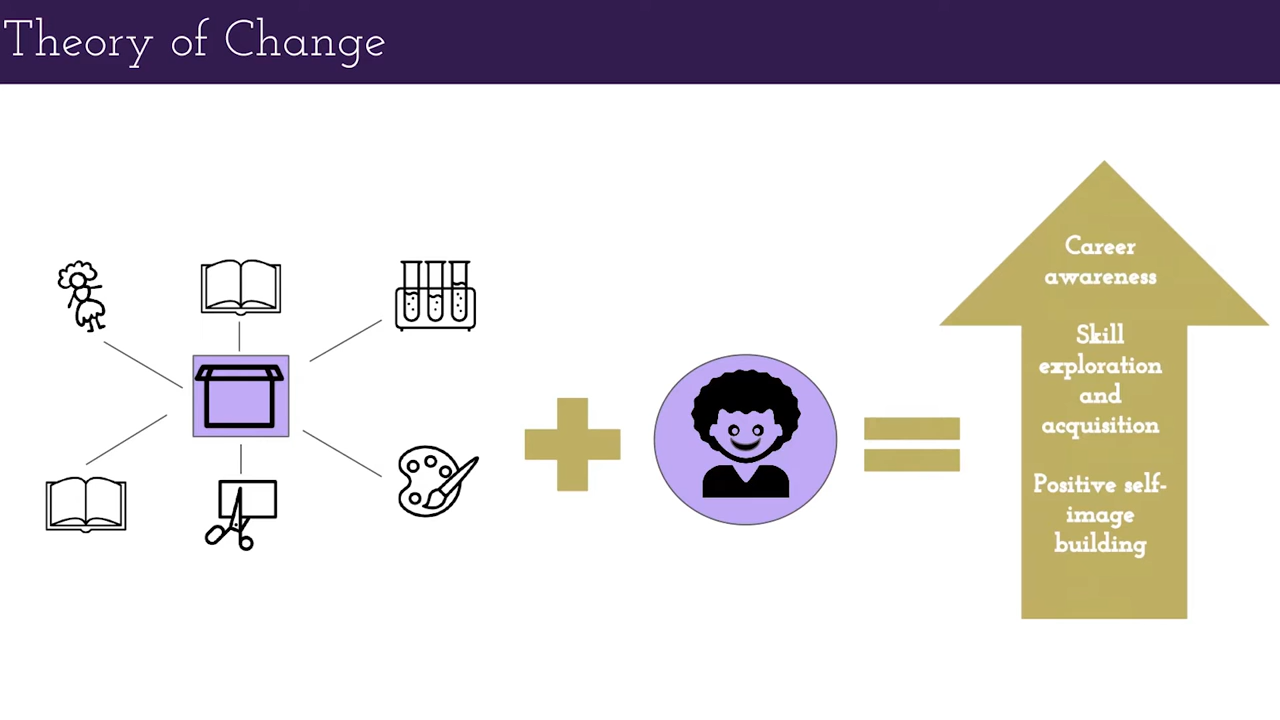 Theory of Change
Career
awareness
Skill
exploration
and
acquisition
Positive self-
image
building